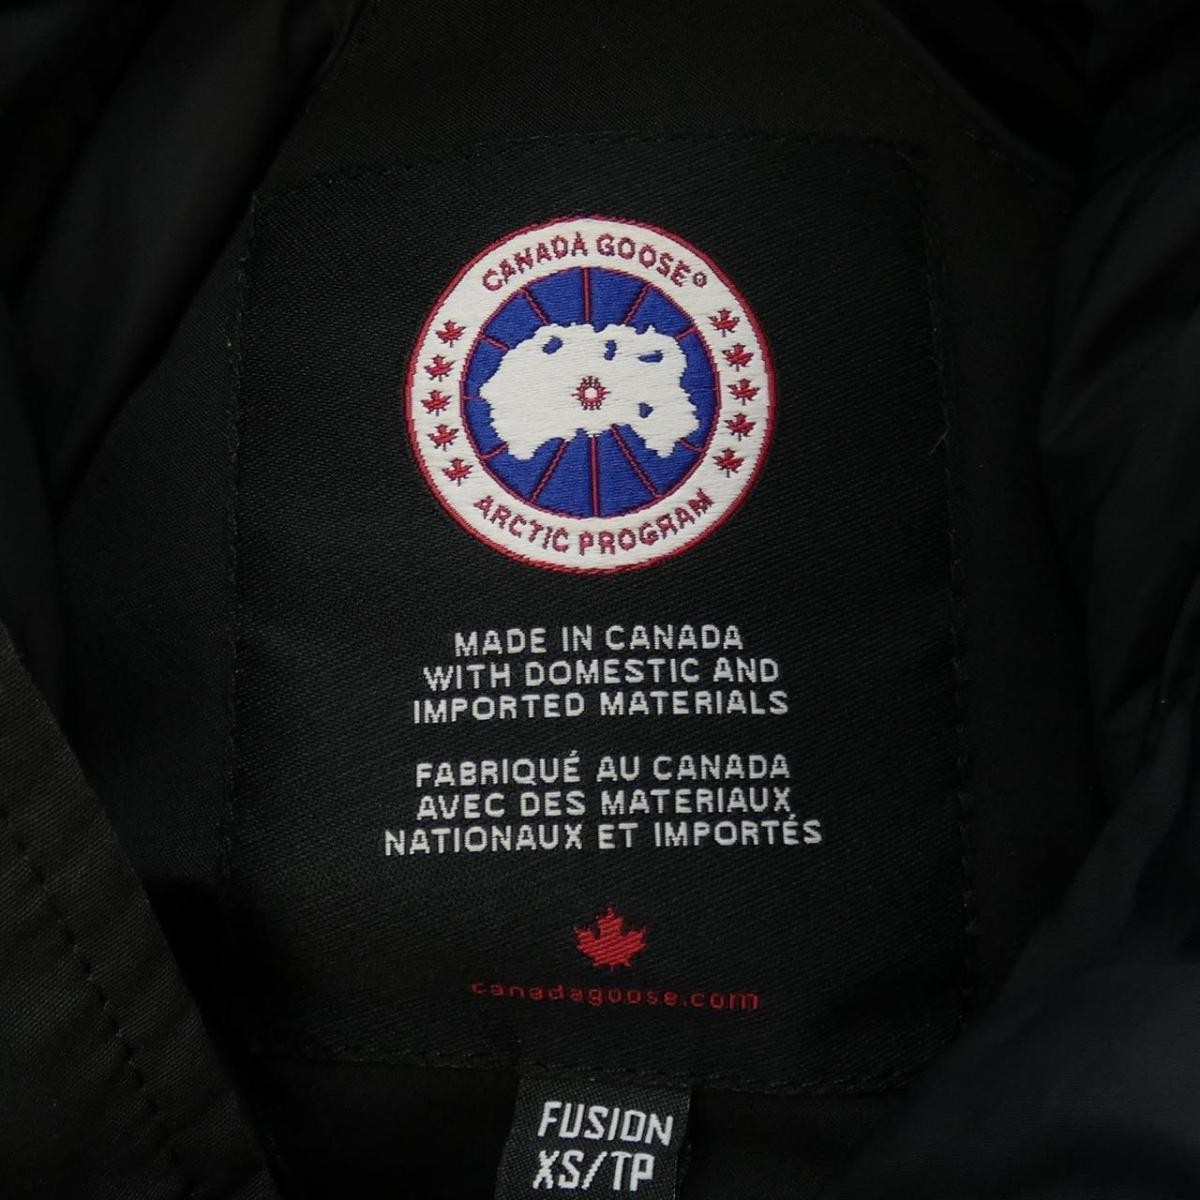 CANADA GOOSE®
ARCTIC PROGRAM
MADE IN CANADA
WITH DOMESTIC AND
IMPORTED MATERIALS
FABRIQUÉ AU CANADA
AVEC DES MATERIAUX
NATIONAUX ET IMPORTÉS
canadagoose.com
FUSION
XS/TP